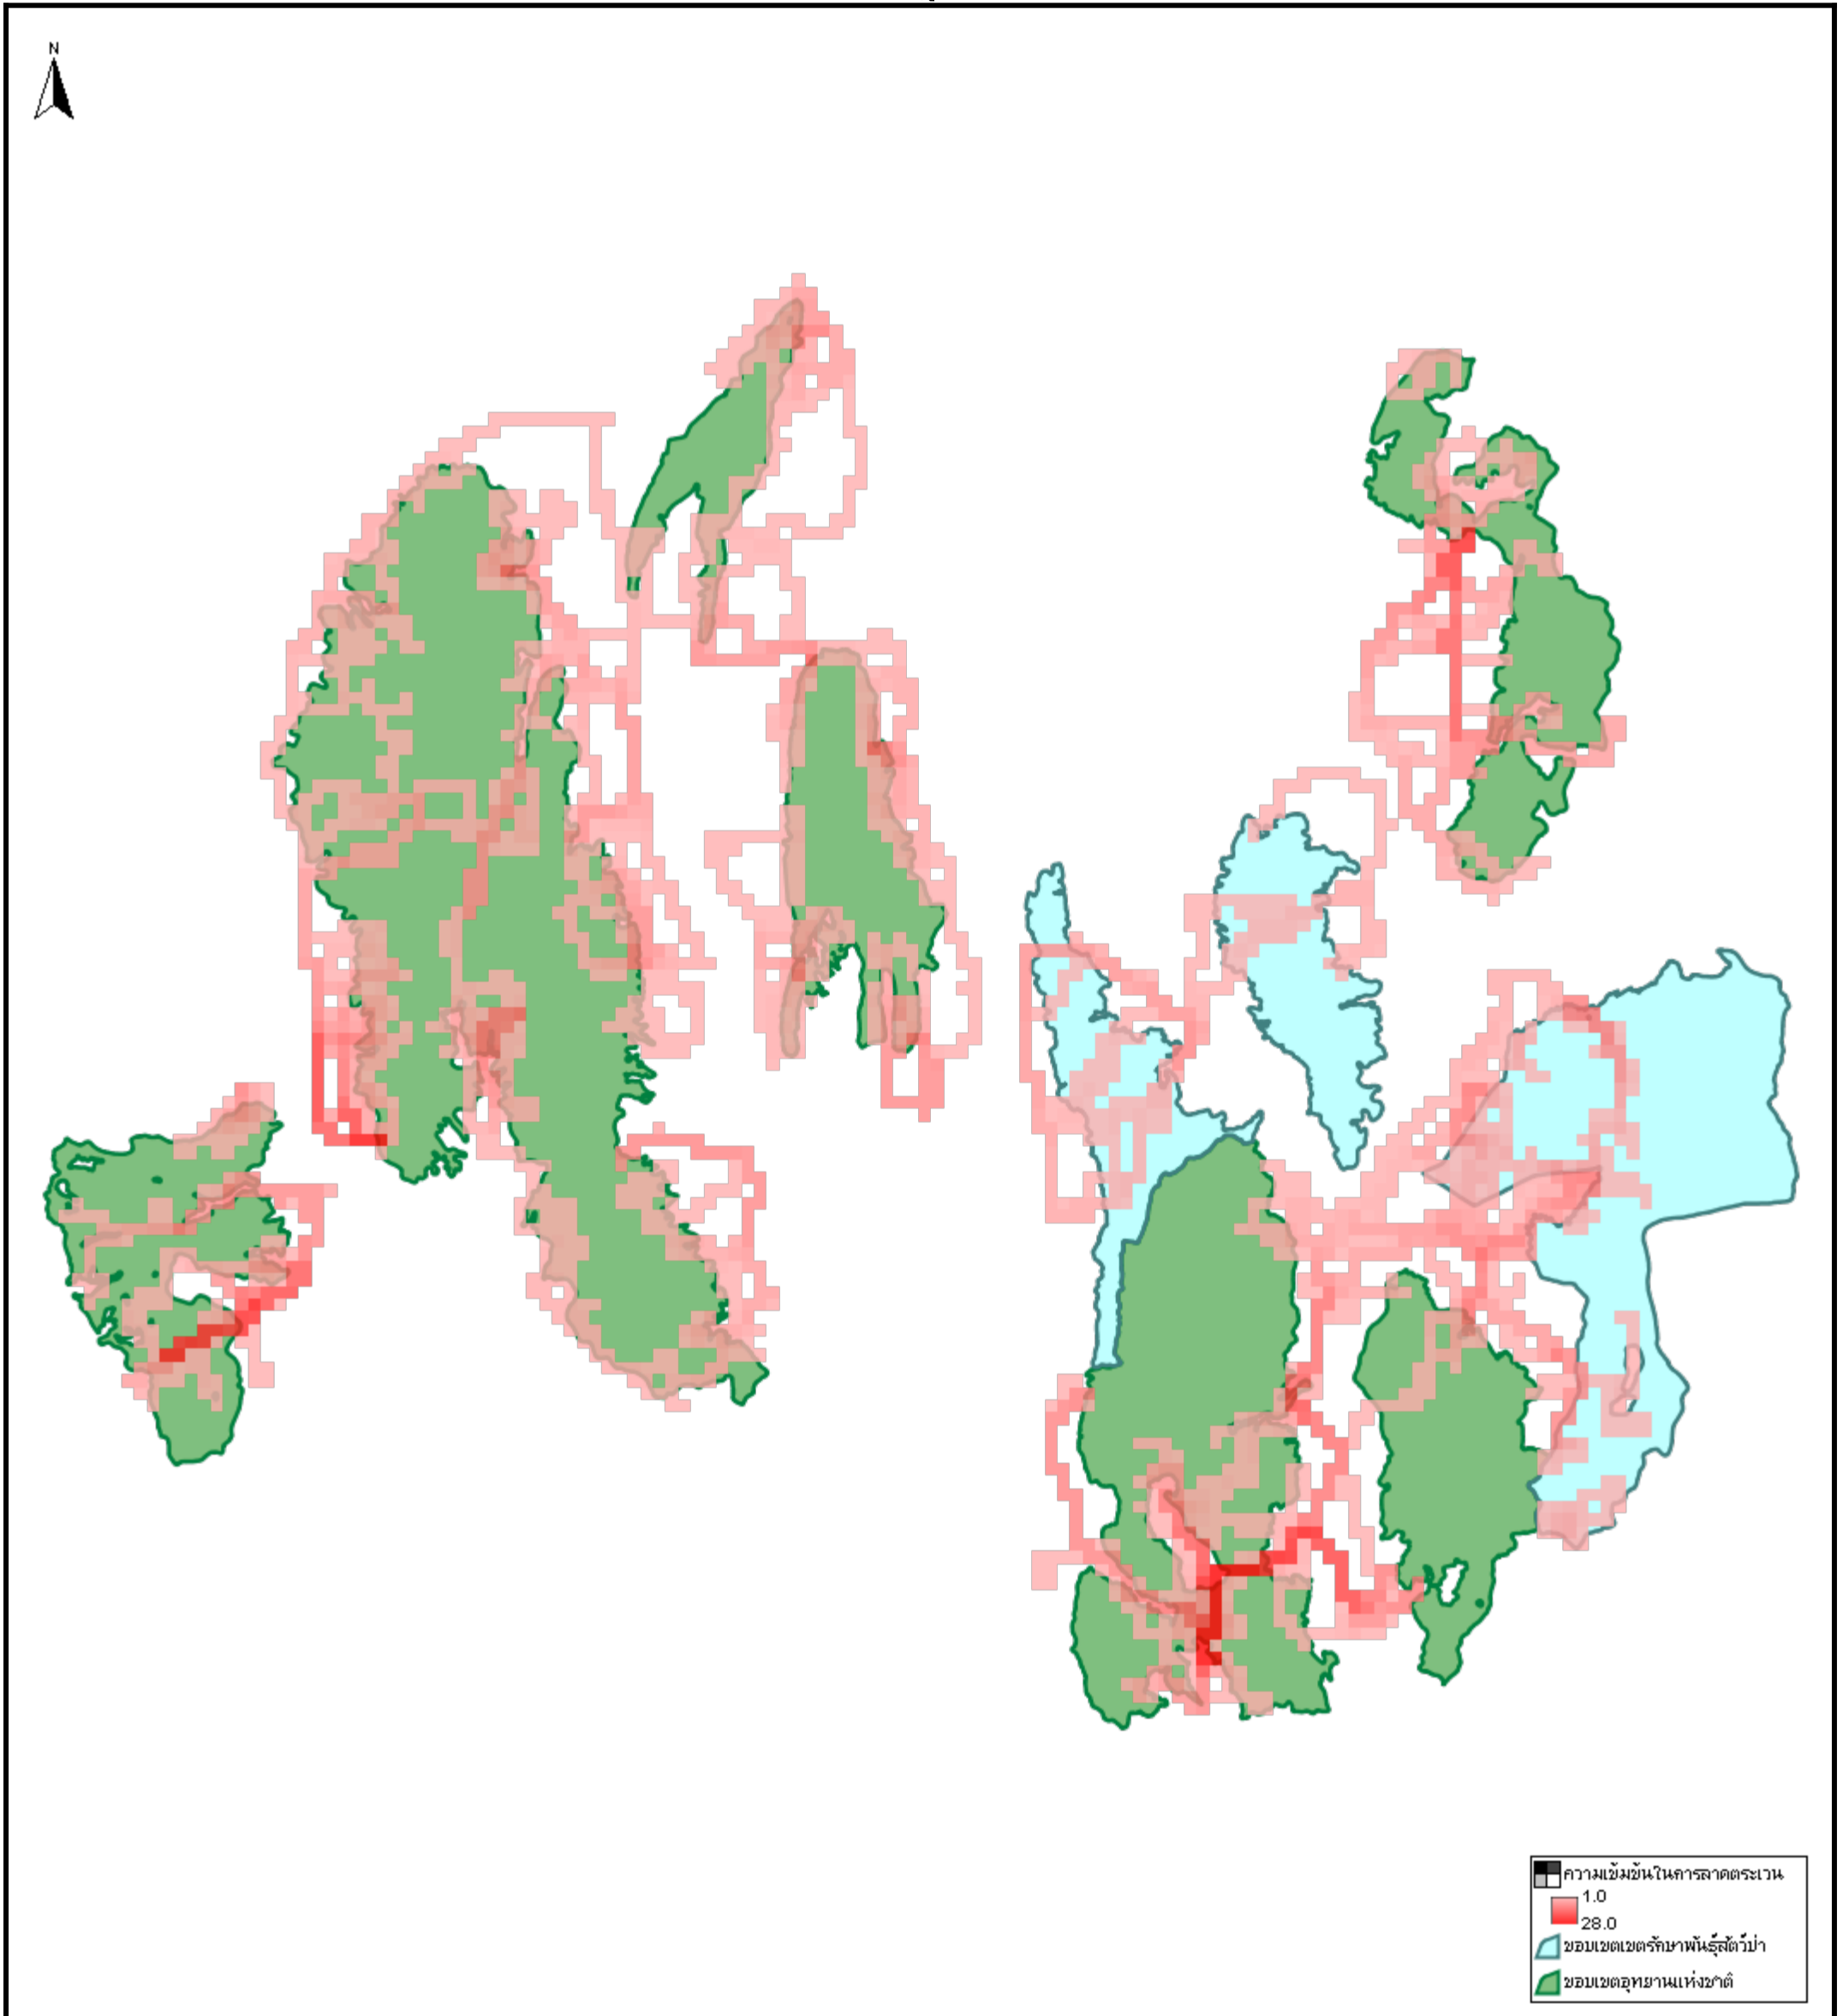 N
ความเข้มข้นในการลาดตระเวน
1.0
28.0
ขอบเขตเขตรักษาพันธุ์สัตว์ป่า
ขอบเขตอุทยานแห่งชาติ